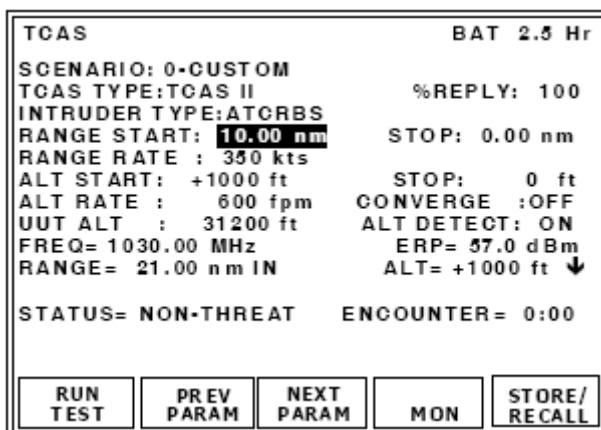 TCAS BAT 2.5 Hr
SCENARIO: 0-CUSTOM
TCAS TYPE:TCAS II %REPLY: 100
INTRUDER TYPE:ATCRBS
RANGE START: 10.00 nm STOP: 0.00 nm
RANGE RATE : 350 kts
ALT START: +1000 ft STOP: 0 ft
ALT RATE : 600 fpm CONVERGE :OFF
UUT ALT : 31200 ft ALT DETECT: ON
FREQ= 1030.00 MHz ERP= 57.0 dBm
RANGE= 21.00 nm IN ALT= +1000 ft ↓
STATUS= NON-THREAT ENCOUNTER= 0:00
RUN TEST PREV PARAM NEXT PARAM MON STORE/ RECALL